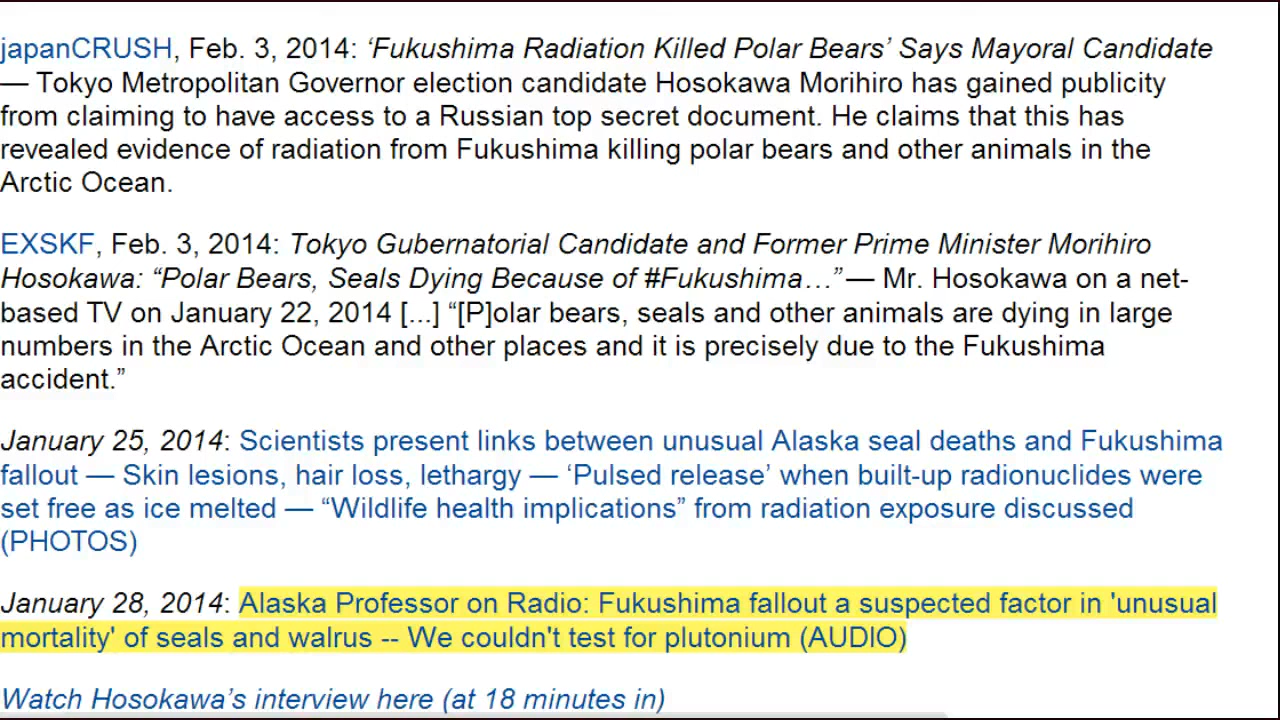 japanCRUSH, Feb. 3, 2014: ‘Fukushima Radiation Killed Polar Bears’ Says Mayoral Candidate
— Tokyo Metropolitan Governor election candidate Hosokawa Morihiro has gained publicity
from claiming to have access to a Russian top secret document. He claims that this has
revealed evidence of radiation from Fukushima killing polar bears and other animals in the
Arctic Ocean.
EXSKF, Feb. 3, 2014: Tokyo Gubernatorial Candidate and Former Prime Minister Morihiro
Hosokawa: “Polar Bears, Seals Dying Because of #Fukushima…” — Mr. Hosokawa on a net-
based TV on January 22, 2014 [...] “[P]olar bears, seals and other animals are dying in large
numbers in the Arctic Ocean and other places and it is precisely due to the Fukushima
accident.”
January 25, 2014: Scientists present links between unusual Alaska seal deaths and Fukushima
fallout — Skin lesions, hair loss, lethargy — ‘Pulsed release’ when built-up radionuclides were
set free as ice melted — “Wildlife health implications” from radiation exposure discussed
(PHOTOS)
January 28, 2014: Alaska Professor on Radio: Fukushima fallout a suspected factor in 'unusual
mortality' of seals and walrus -- We couldn't test for plutonium (AUDIO)
Watch Hosokawa’s interview here (at 18 minutes in)